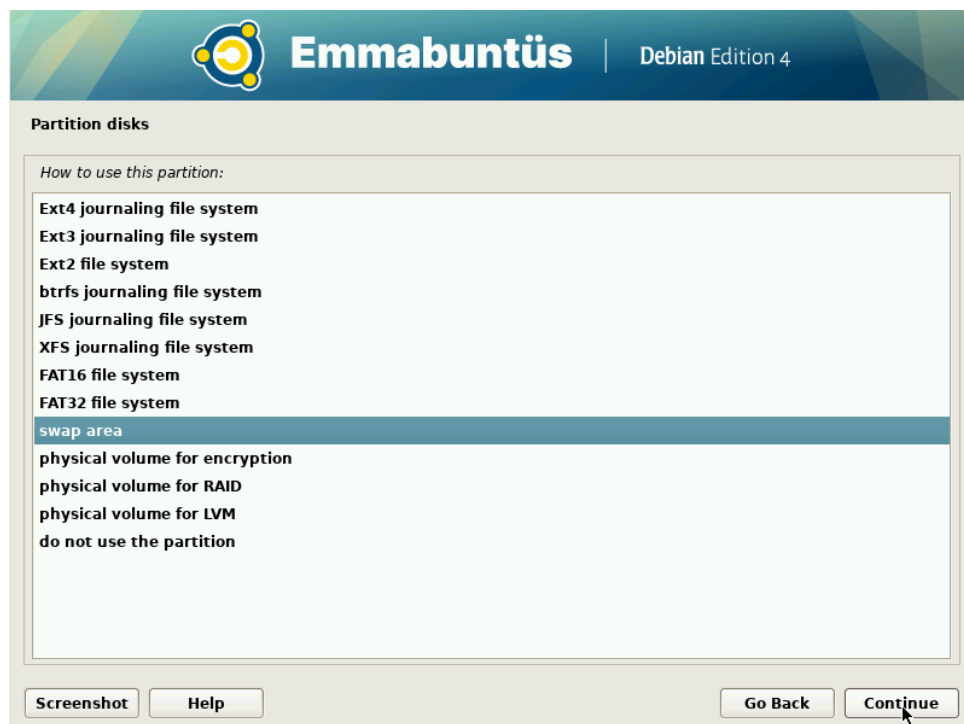 Emmabuntüs | Debian Edition 4
Partition disks
How to use this partition:
Ext4 journaling file system
Ext3 journaling file system
Ext2 file system
btrfs journaling file system
JFS journaling file system
XFS journaling file system
FAT16 file system
FAT32 file system
swap area
physical volume for encryption
physical volume for RAID
physical volume for LVM
do not use the partition
Screenshot Help Go Back Continue